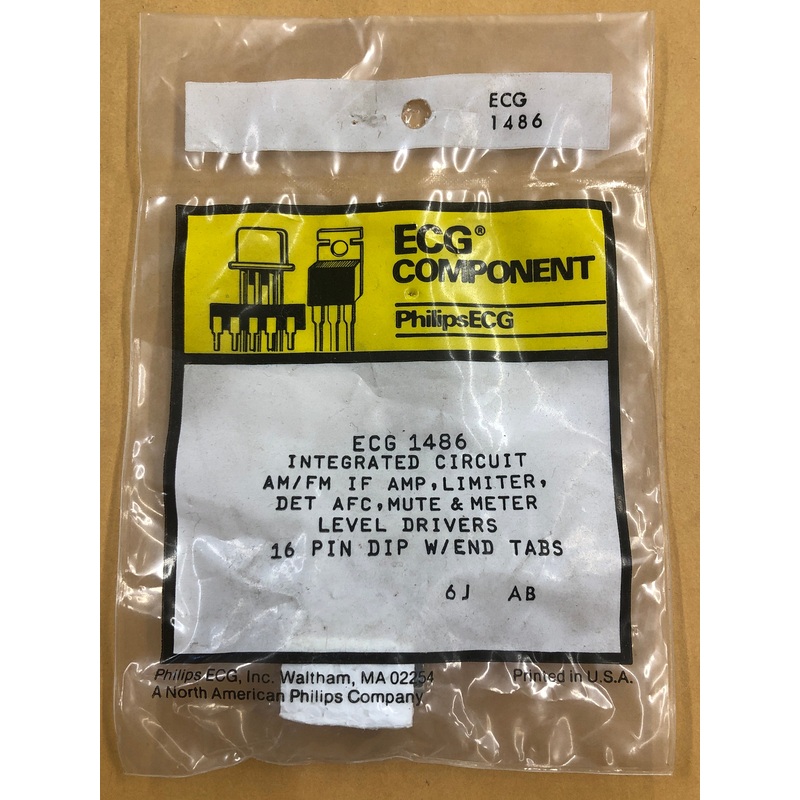 ECG
1486
ECG®
COMPONENT
PhilipsECG
ECG 1486
INTEGRATED CIRCUIT
AM/FM IF AMP, LIMITER,
DET AFC, MUTE & METER
LEVEL DRIVERS
16 PIN DIP W/END TABS
6J AB
Philips ECG, Inc. Waltham, MA 02254 Printed in U.S.A.
A North American Philips Company